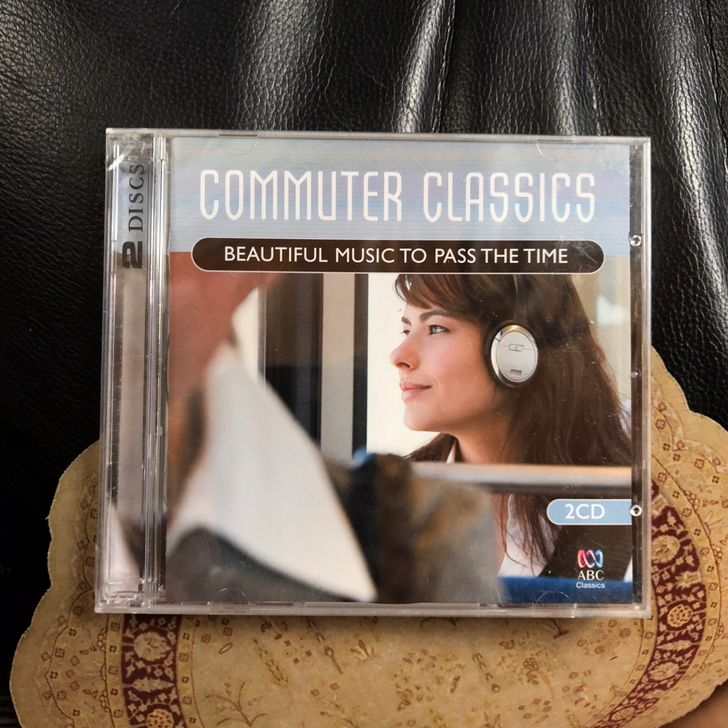 2 DISCS
COMMUTER CLASSICS
BEAUTIFUL MUSIC TO PASS THE TIME
2CD
ABC
Classics